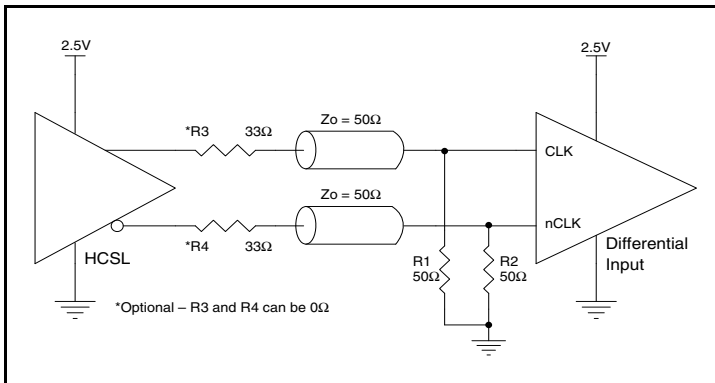 2.5V
2.5V
*R3 33Ω
Zo = 50Ω
CLK
Zo = 50Ω
nCLK
*R4 33Ω
HCSL
R1
50Ω
R2
50Ω
Differential
Input
*Optional – R3 and R4 can be 0Ω